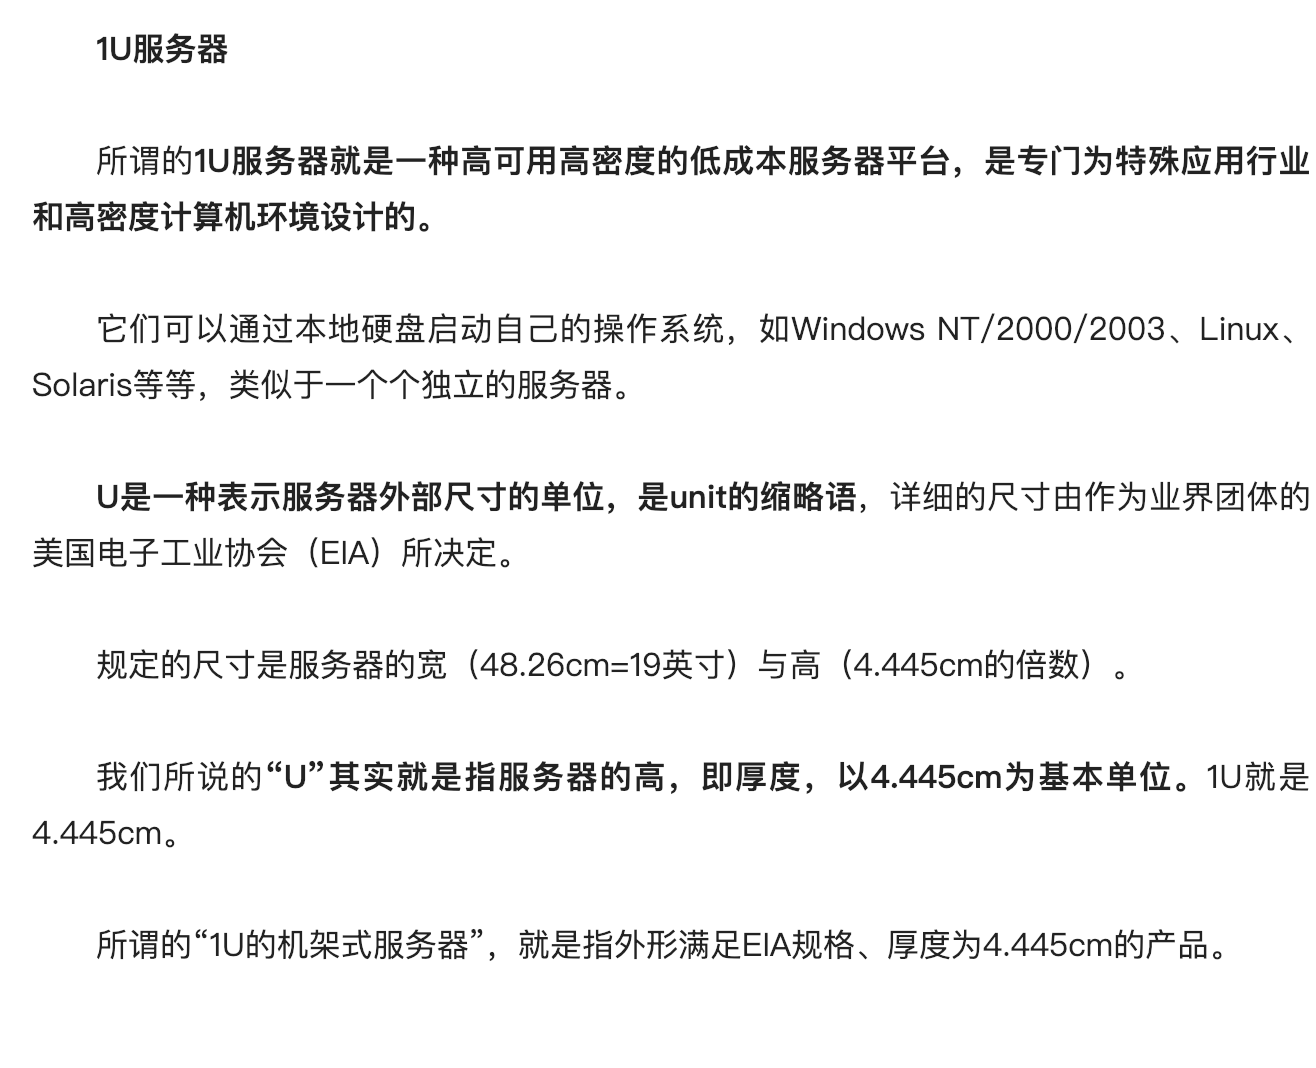 1U服务器
所谓的1U服务器就是一种高可用高密度的低成本服务器平台，是专门为特殊应用行业
和高密度计算机环境设计的。
它们可以通过本地硬盘启动自己的操作系统，如Windows NT/2000/2003、Linux、
Solaris等等，类似于一个个独立的服务器。
U是一种表示服务器外部尺寸的单位，是unit的缩略语，详细的尺寸由作为业界团体的
美国电子工业协会（EIA）所决定。
规定的尺寸是服务器的宽（48.26cm=19英寸）与高（4.445cm的倍数）。
我们所说的“U”其实就是指服务器的高，即厚度，以4.445cm为基本单位。1U就是
4.445cm。
所谓的“1U的机架式服务器”，就是指外形满足EIA规格、厚度为4.445cm的产品。